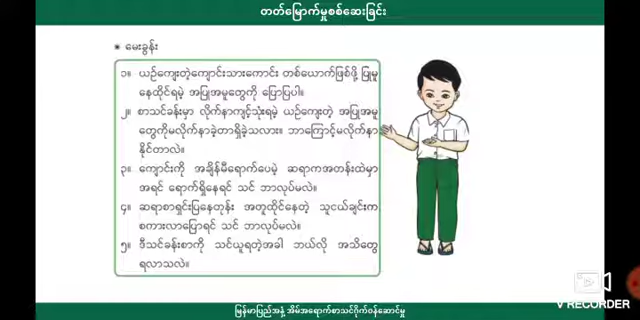 တတ်မြောက်မှုစစ်ဆေးခြင်း
* မေးခွန်း
၁။ ယဉ်ကျေးတဲ့ကျောင်းသားကောင်း တစ်ယောက်ဖြစ်ဖို့ ပြုမူ
နေထိုင်ရမဲ့ အပြုအမူတွေကို ပြောပြပါ။
၂။ စာသင်ခန်းမှာ လိုက်နာကျင့်သုံးရမဲ့ ယဉ်ကျေးတဲ့ အပြုအမူ
တွေကိုမလိုက်နာခဲ့တာရှိခဲ့သလား။ ဘာကြောင့်မလိုက်နာ
နိုင်တာလဲ။
၃။ ကျောင်းကို အချိန်မီရောက်ပေမဲ့ ဆရာကအတန်းထဲမှာ
အရင် ရောက်ရှိနေရင် သင် ဘာလုပ်မလဲ။
၄။ ဆရာစာရှင်းပြနေတုန်း အတူထိုင်နေတဲ့ သူငယ်ချင်းက
စကားလာပြောရင် သင် ဘာလုပ်မလဲ။
၅။ ဒီသင်ခန်းစာကို သင်ယူရတဲ့အခါ ဘယ်လို အသိတွေ
ရလာသလဲ။
မြန်မာပြည်အနှံ့ အိမ်အရောက်စာသင်ဝိုက်ဝန်ဆောင်မှု
V RECORDER